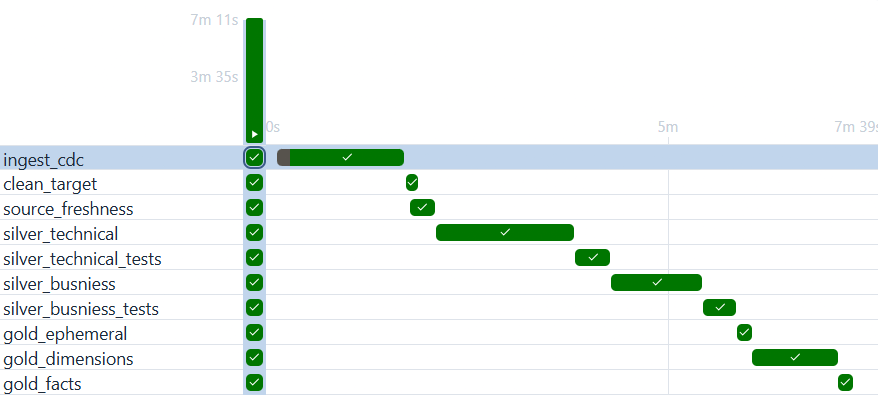 7m 11s
3m 35s
0s 5m 7m 39s
ingest_cdc
clean_target
source_freshness
silver_technical
silver_technical_tests
silver_busniess
silver_busniess_tests
gold_ephemeral
gold_dimensions
gold_facts